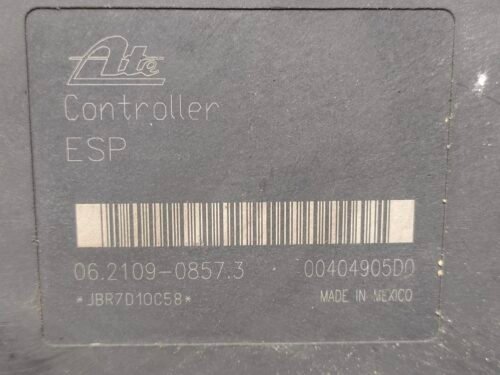 Ate
Controller
ESP
06.2109-0857.3 00404905D0
*JBR7D10C58* MADE IN MEXICO